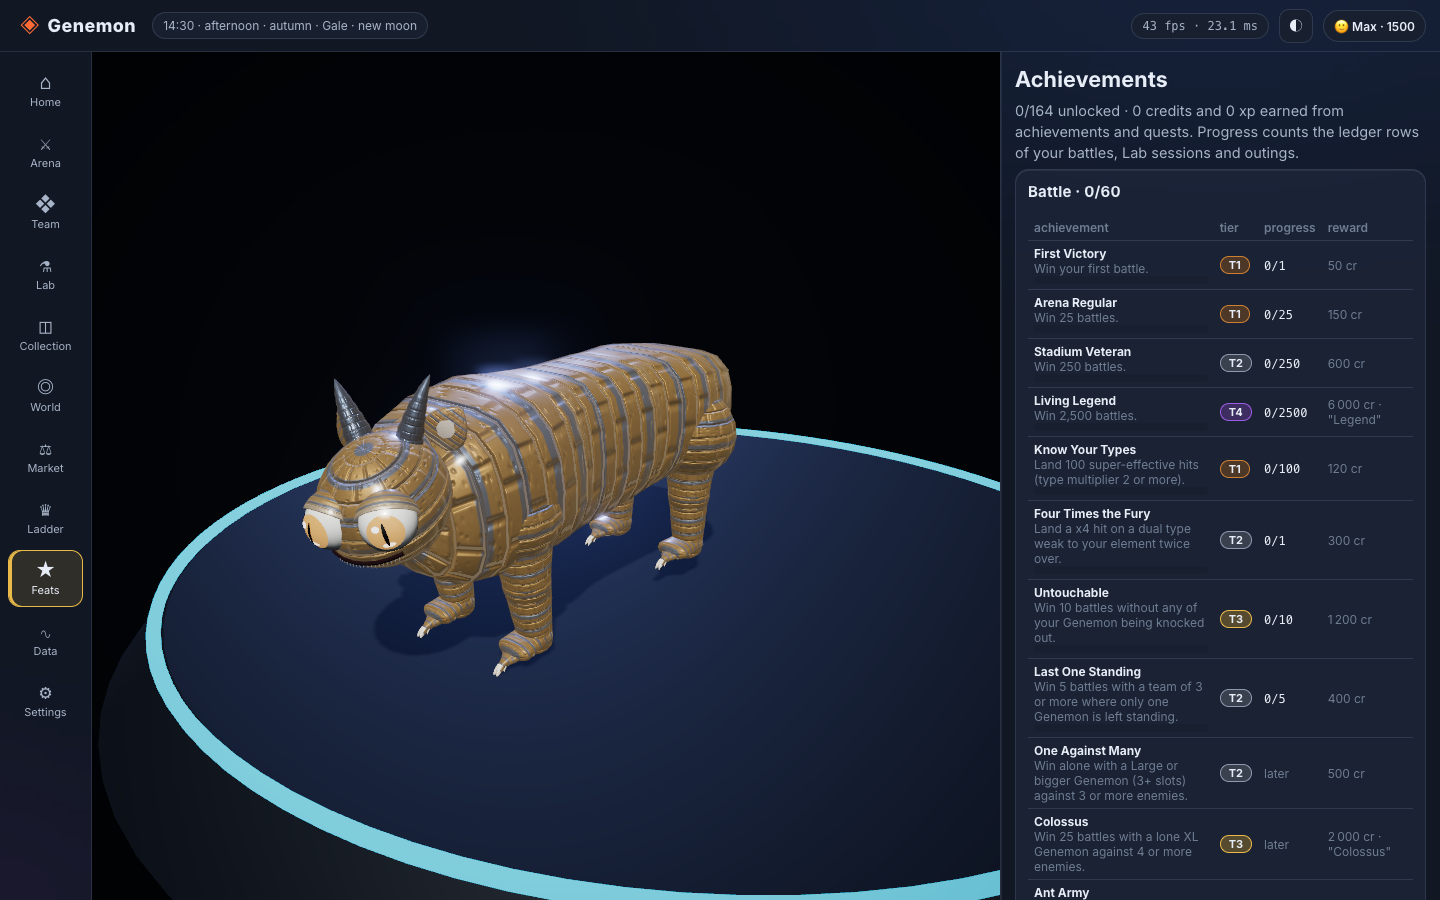 Genemon
14:30 · afternoon · autumn · Gale · new moon
43 fps · 23.1 ms
Max · 1500
Home
Arena
Team
Lab
Collection
World
Market
Ladder
Feats
Data
Settings
Achievements
0/164 unlocked · 0 credits and 0 xp earned from
achievements and quests. Progress counts the ledger rows
of your battles, Lab sessions and outings.
Battle · 0/60
achievement tier progress reward
First Victory
Win your first battle.
T1 0/1 50 cr
Arena Regular
Win 25 battles.
T1 0/25 150 cr
Stadium Veteran
Win 250 battles.
T2 0/250 600 cr
Living Legend
Win 2,500 battles.
T4 0/2500 6 000 cr ·
"Legend"
Know Your Types
Land 100 super-effective hits
(type multiplier 2 or more).
T1 0/100 120 cr
Four Times the Fury
Land a x4 hit on a dual type
weak to your element twice
over.
T2 0/1 300 cr
Untouchable
Win 10 battles without any of
your Genemon being knocked
out.
T3 0/10 1 200 cr
Last One Standing
Win 5 battles with a team of 3
or more where only one
Genemon is left standing.
T2 0/5 400 cr
One Against Many
Win alone with a Large or
bigger Genemon (3+ slots)
against 3 or more enemies.
T2 later 500 cr
Colossus
Win 25 battles with a lone XL
Genemon against 4 or more
enemies.
T3 later 2 000 cr ·
"Colossus"
Ant Army